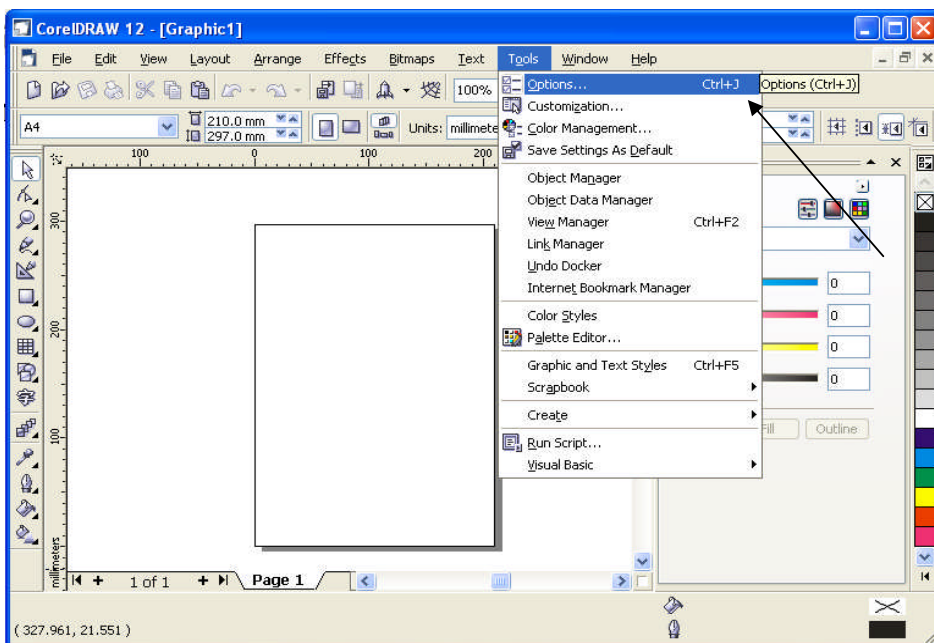 CorelDRAW 12 - [Graphic1]
File Edit View Layout Arrange Effects Bitmaps Text Tools Window Help
100%
Options... Ctrl+J
Options (Ctrl+J)
A4
210.0 mm
297.0 mm
Units:
Customization...
Color Management...
Save Settings As Default
100 0 100 200
Object Manager
Object Data Manager
View Manager Ctrl+F2
Link Manager
Undo Docker
Internet Bookmark Manager
Color Styles
Palette Editor...
Graphic and Text Styles Ctrl+F5
Scrapbook
Create
Run Script...
Visual Basic
0
0
0
0
Outline
300
200
100
millimeters
1 of 1
Page 1
( 327.961, 21.551 )